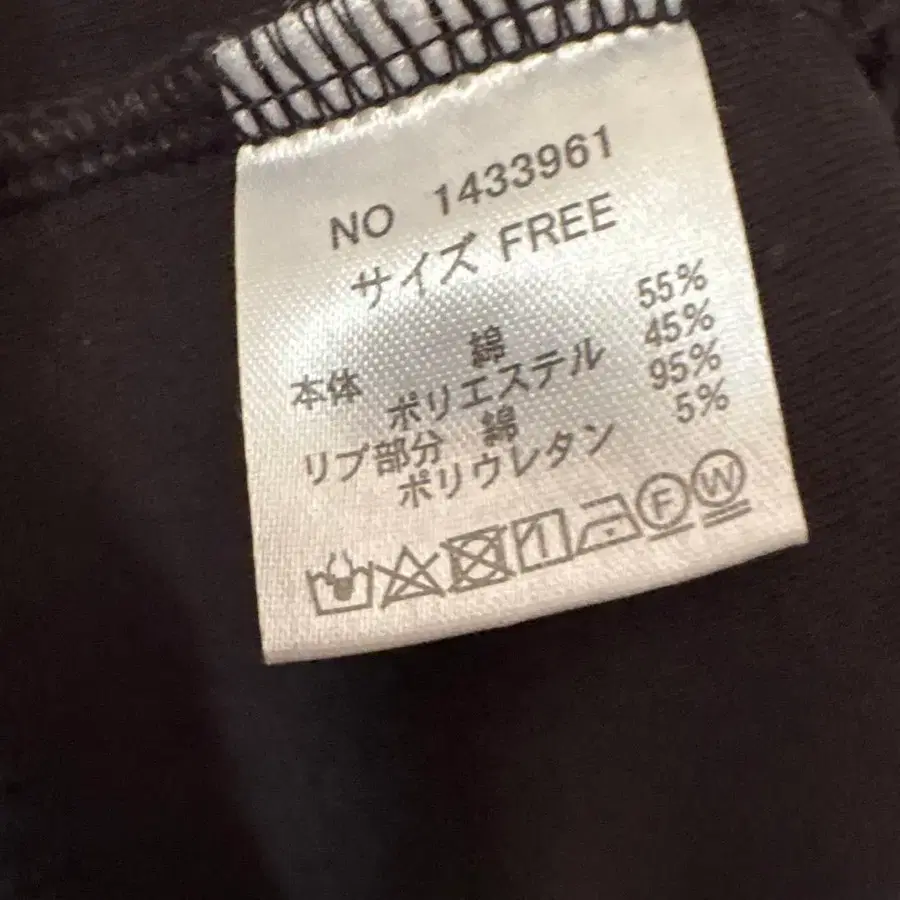 NO 1433961
サイズ FREE
本体 綿 55%
ポリエステル 45%
リブ部分 綿 95%
ポリウレタン 5%
F W